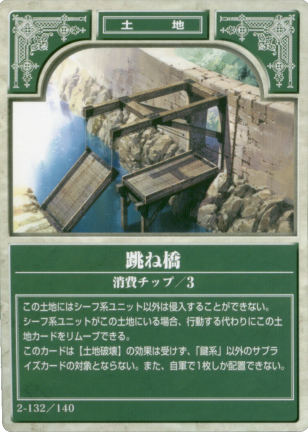 土地
跳ね橋
消費チップ／3
この土地にはシーフ系ユニット以外は侵入することができない。
シーフ系ユニットがこの土地にいる場合、行動する代わりにこの土
地カードをリムーブできる。
このカードは【土地破壊】の効果は受けず、「鍵系」以外のサプラ
イズカードの対象とならない。また、自軍で1枚しか配置できない。
2-132/140